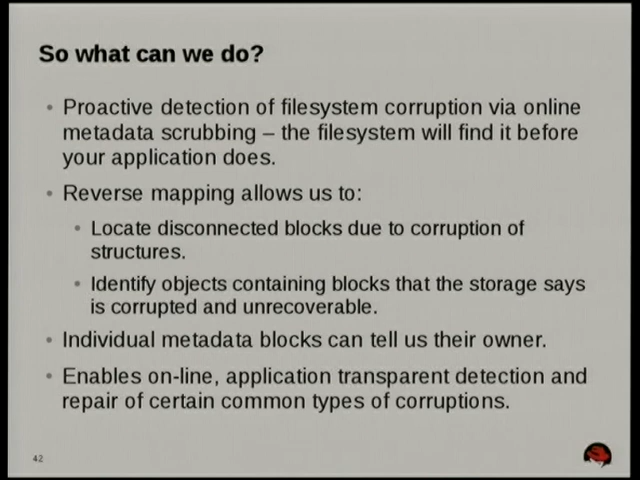 So what can we do?
• Proactive detection of filesystem corruption via online
metadata scrubbing – the filesystem will find it before
your application does.
• Reverse mapping allows us to:
• Locate disconnected blocks due to corruption of
structures.
• Identify objects containing blocks that the storage says
is corrupted and unrecoverable.
• Individual metadata blocks can tell us their owner.
• Enables on-line, application transparent detection and
repair of certain common types of corruptions.
42